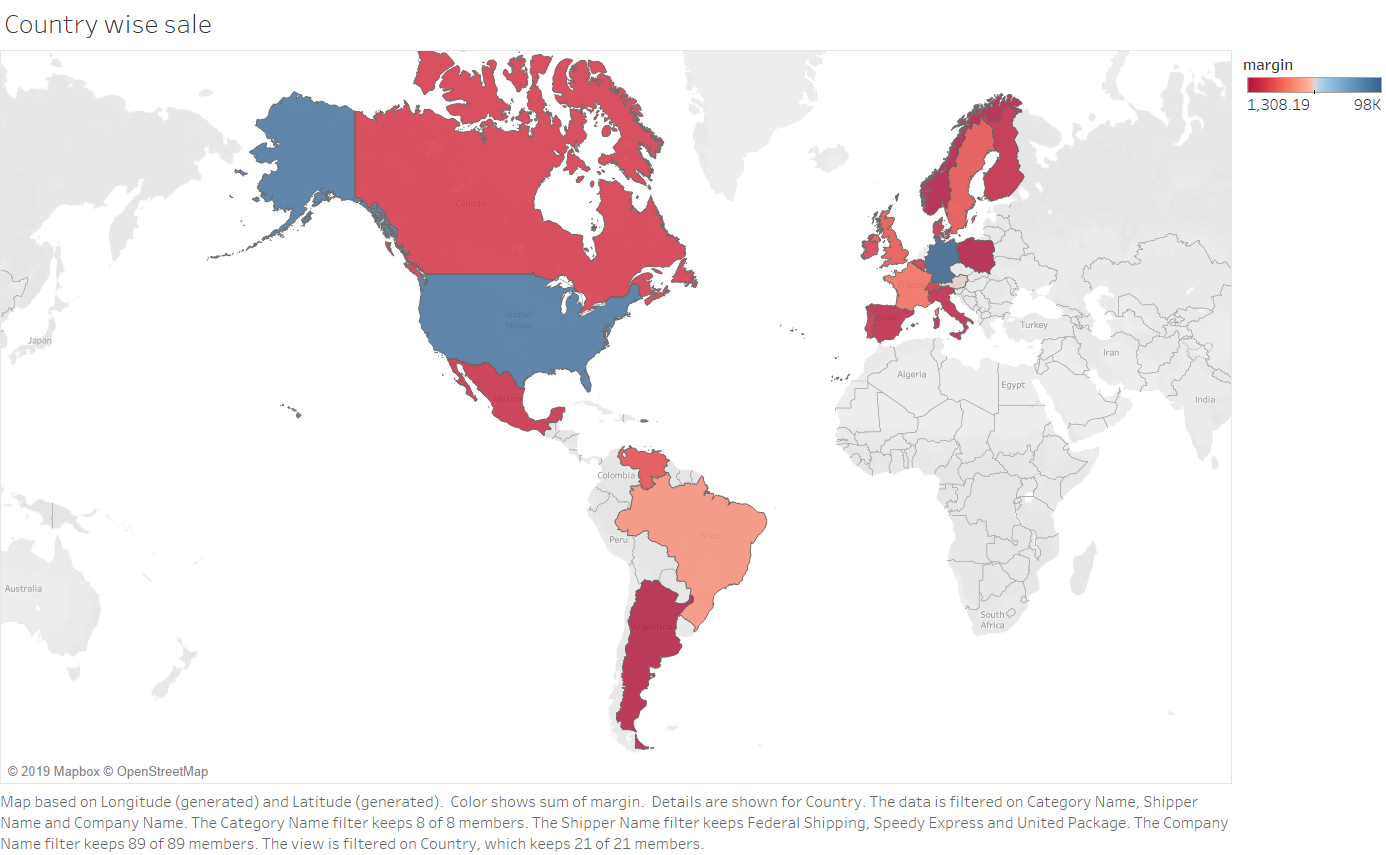 Country wise sale
margin
1,308.19 98K
Canada
United
States
Mexico
Japan
Australia
Colombia
Peru
Brazil
Argentina
France
Spain
Turkey
Iran
Algeria
Egypt
India
South
Africa
© 2019 Mapbox © OpenStreetMap
Map based on Longitude (generated) and Latitude (generated).  Color shows sum of margin.  Details are shown for Country. The data is filtered on Category Name, Shipper
Name and Company Name. The Category Name filter keeps 8 of 8 members. The Shipper Name filter keeps Federal Shipping, Speedy Express and United Package. The Company
Name filter keeps 89 of 89 members. The view is filtered on Country, which keeps 21 of 21 members.